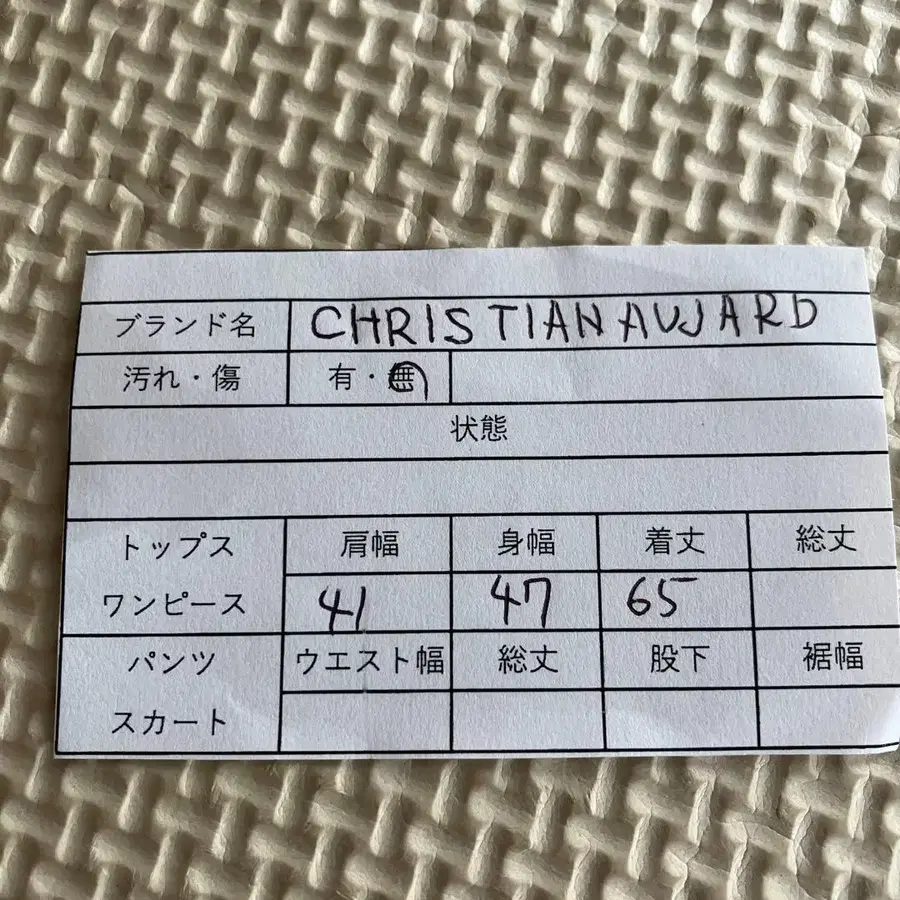 ブランド名 CHRISTIAN AUJARD
汚れ・傷 有・無
状態
トップス 肩幅 身幅 着丈 総丈
ワンピース 41 47 65
パンツ ウエスト幅 総丈 股下 裾幅
スカート